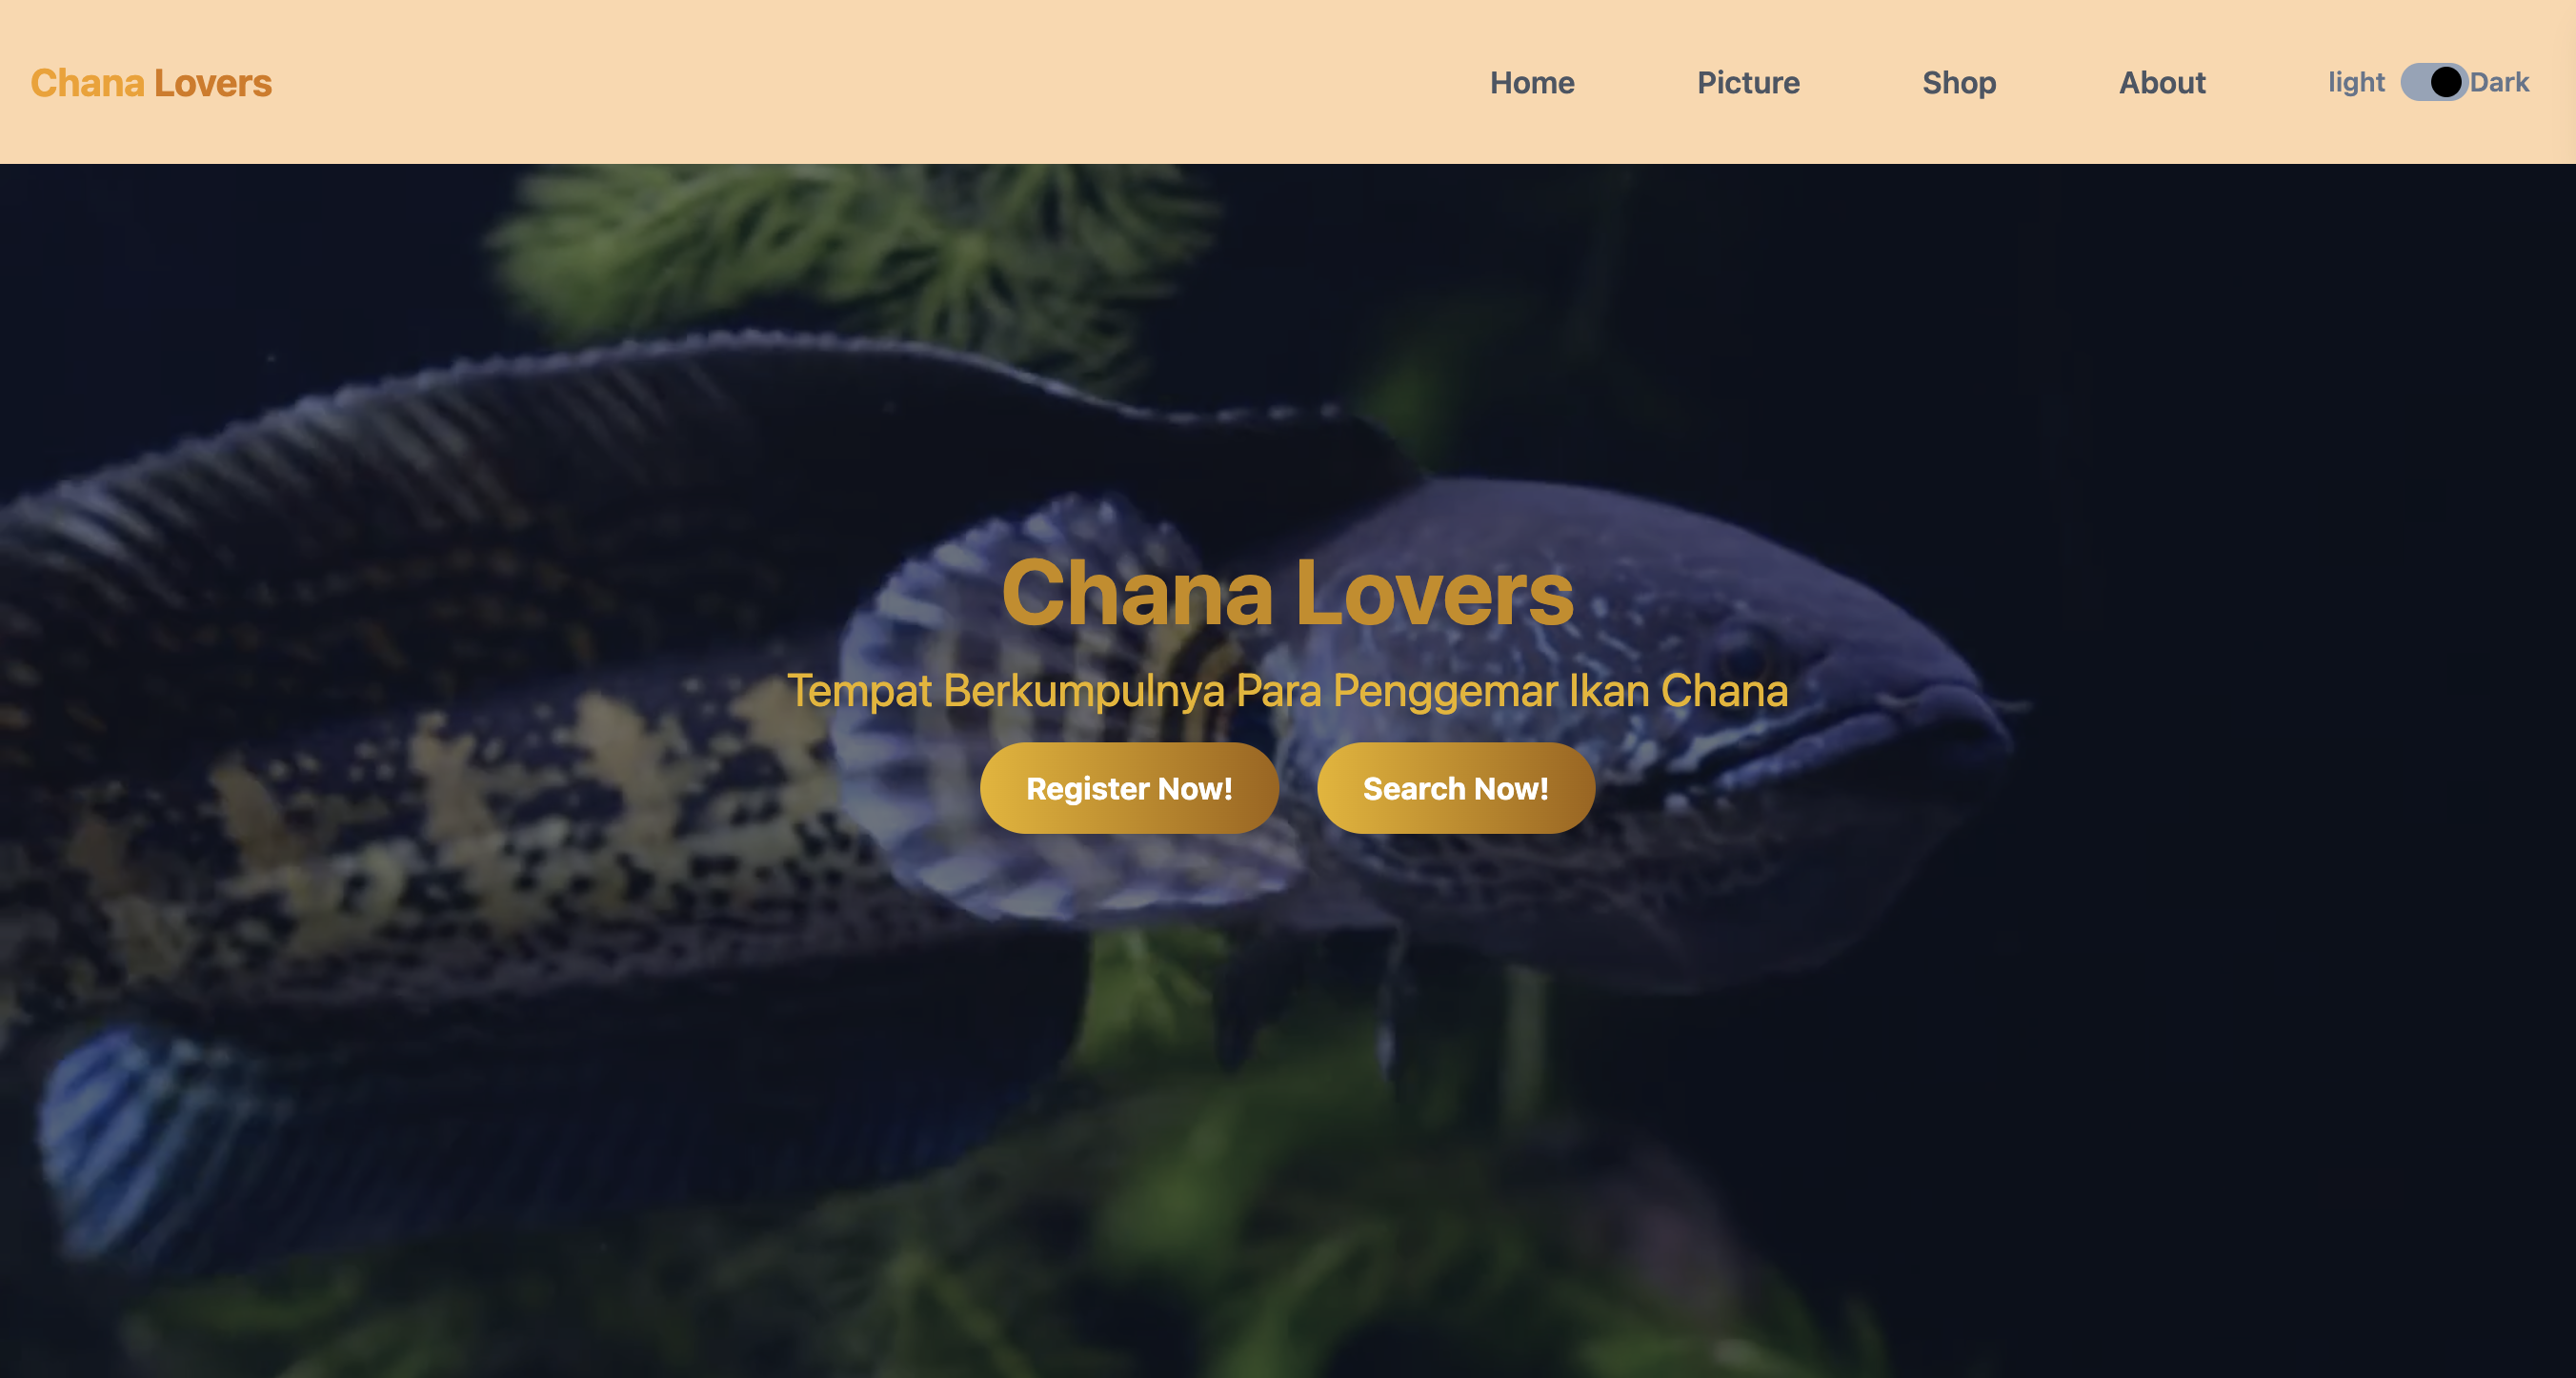 Chana Lovers
Home Picture Shop About light Dark
Chana Lovers
Tempat Berkumpulnya Para Penggemar Ikan Chana
Register Now! Search Now!